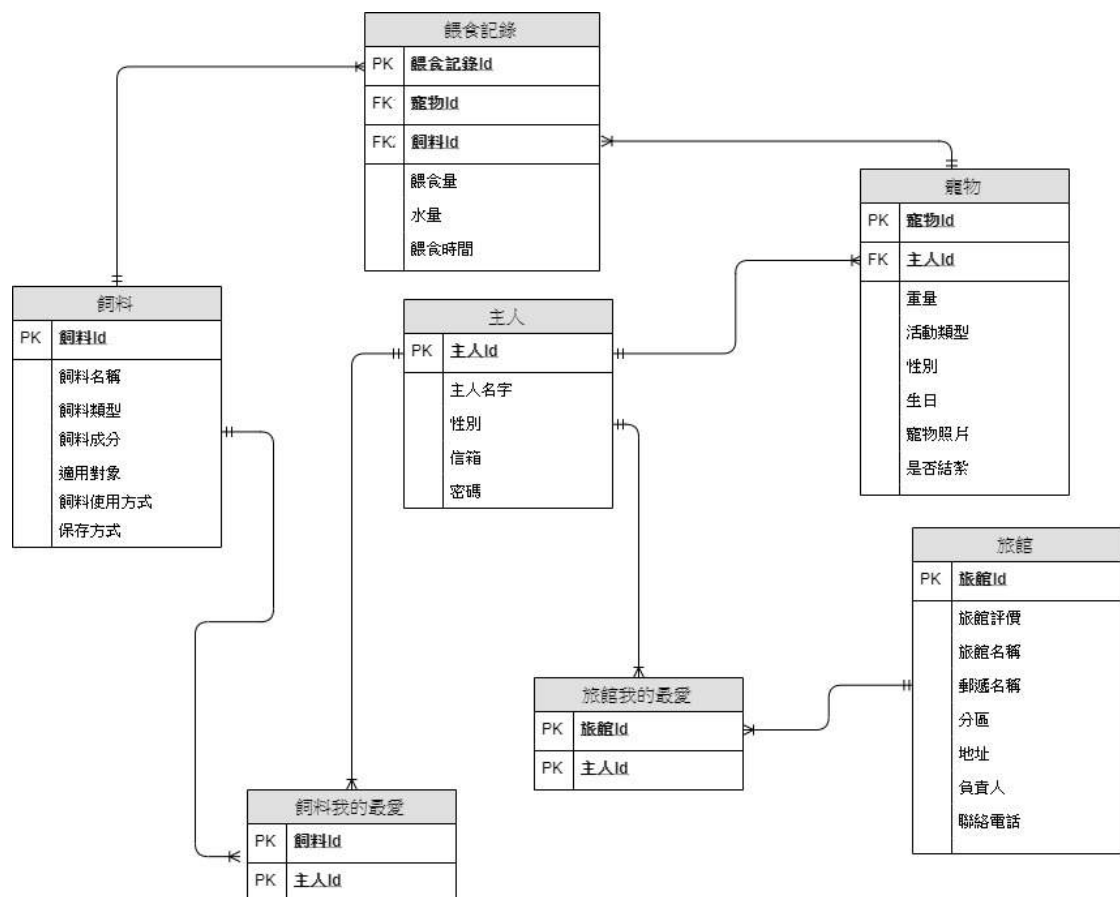 餵食記錄
PK 餵食記錄Id
FK1 寵物Id
FK2 飼料Id
餵食量
水量
餵食時間
寵物
PK 寵物Id
FK 主人Id
重量
活動類型
性別
生日
寵物照片
是否結紮
飼料
PK 飼料Id
飼料名稱
飼料類型
飼料成分
適用對象
飼料使用方式
保存方式
主人
PK 主人Id
主人名字
性別
信箱
密碼
旅館
PK 旅館Id
旅館評價
旅館名稱
郵遞名稱
分區
地址
負責人
聯絡電話
旅館我的最愛
PK 旅館Id
PK 主人Id
飼料我的最愛
PK 飼料Id
PK 主人Id